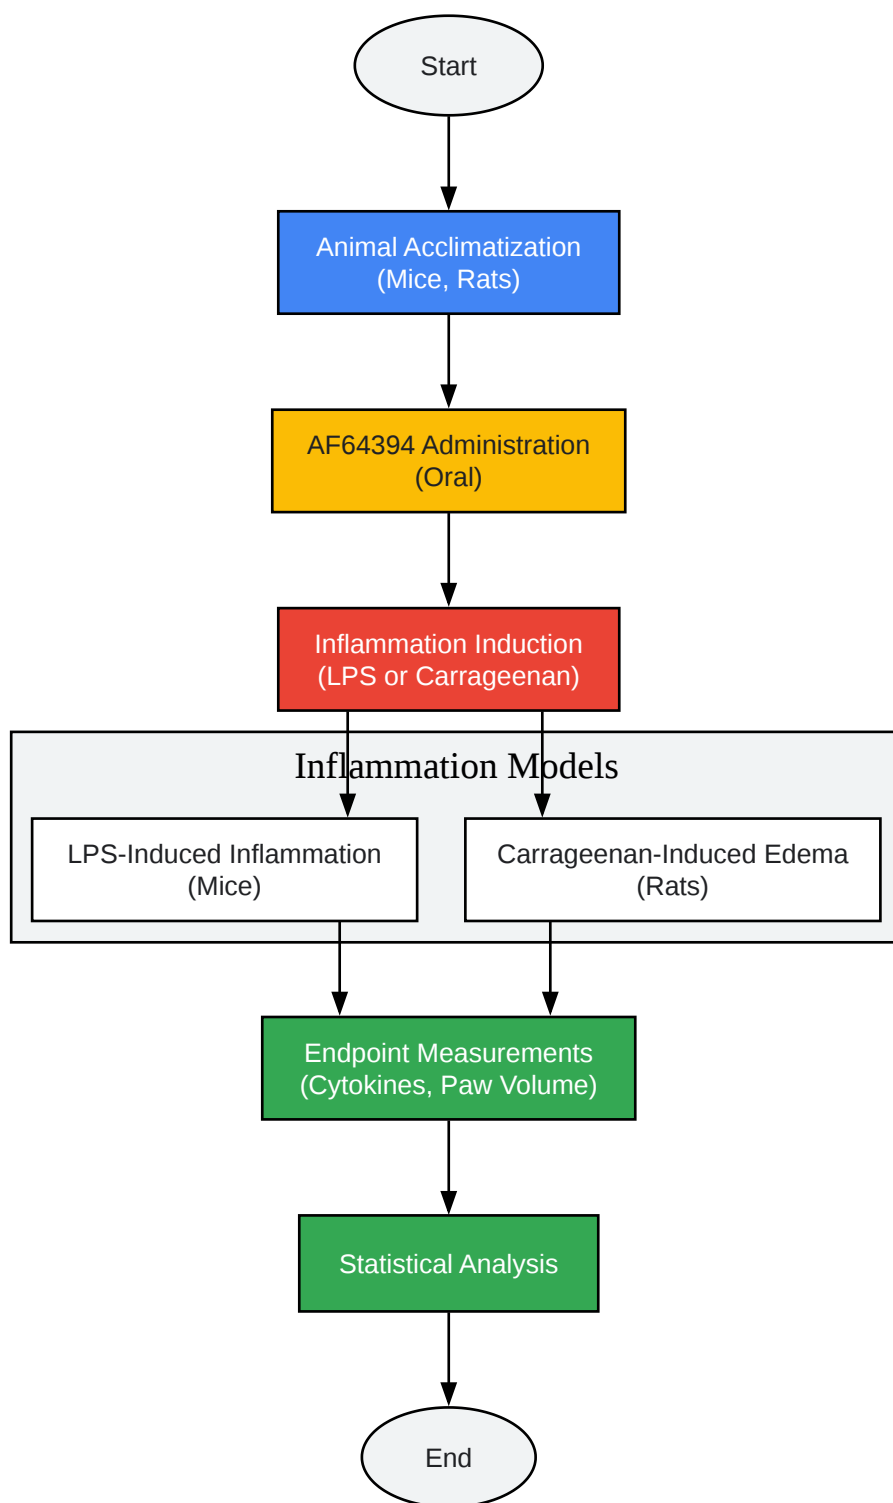 Start
Animal Acclimatization
(Mice, Rats)
AF64394 Administration
(Oral)
Inflammation Induction
(LPS or Carrageenan)
Inflammation Models
LPS-Induced Inflammation
(Mice)
Carrageenan-Induced Edema
(Rats)
Endpoint Measurements
(Cytokines, Paw Volume)
Statistical Analysis
End